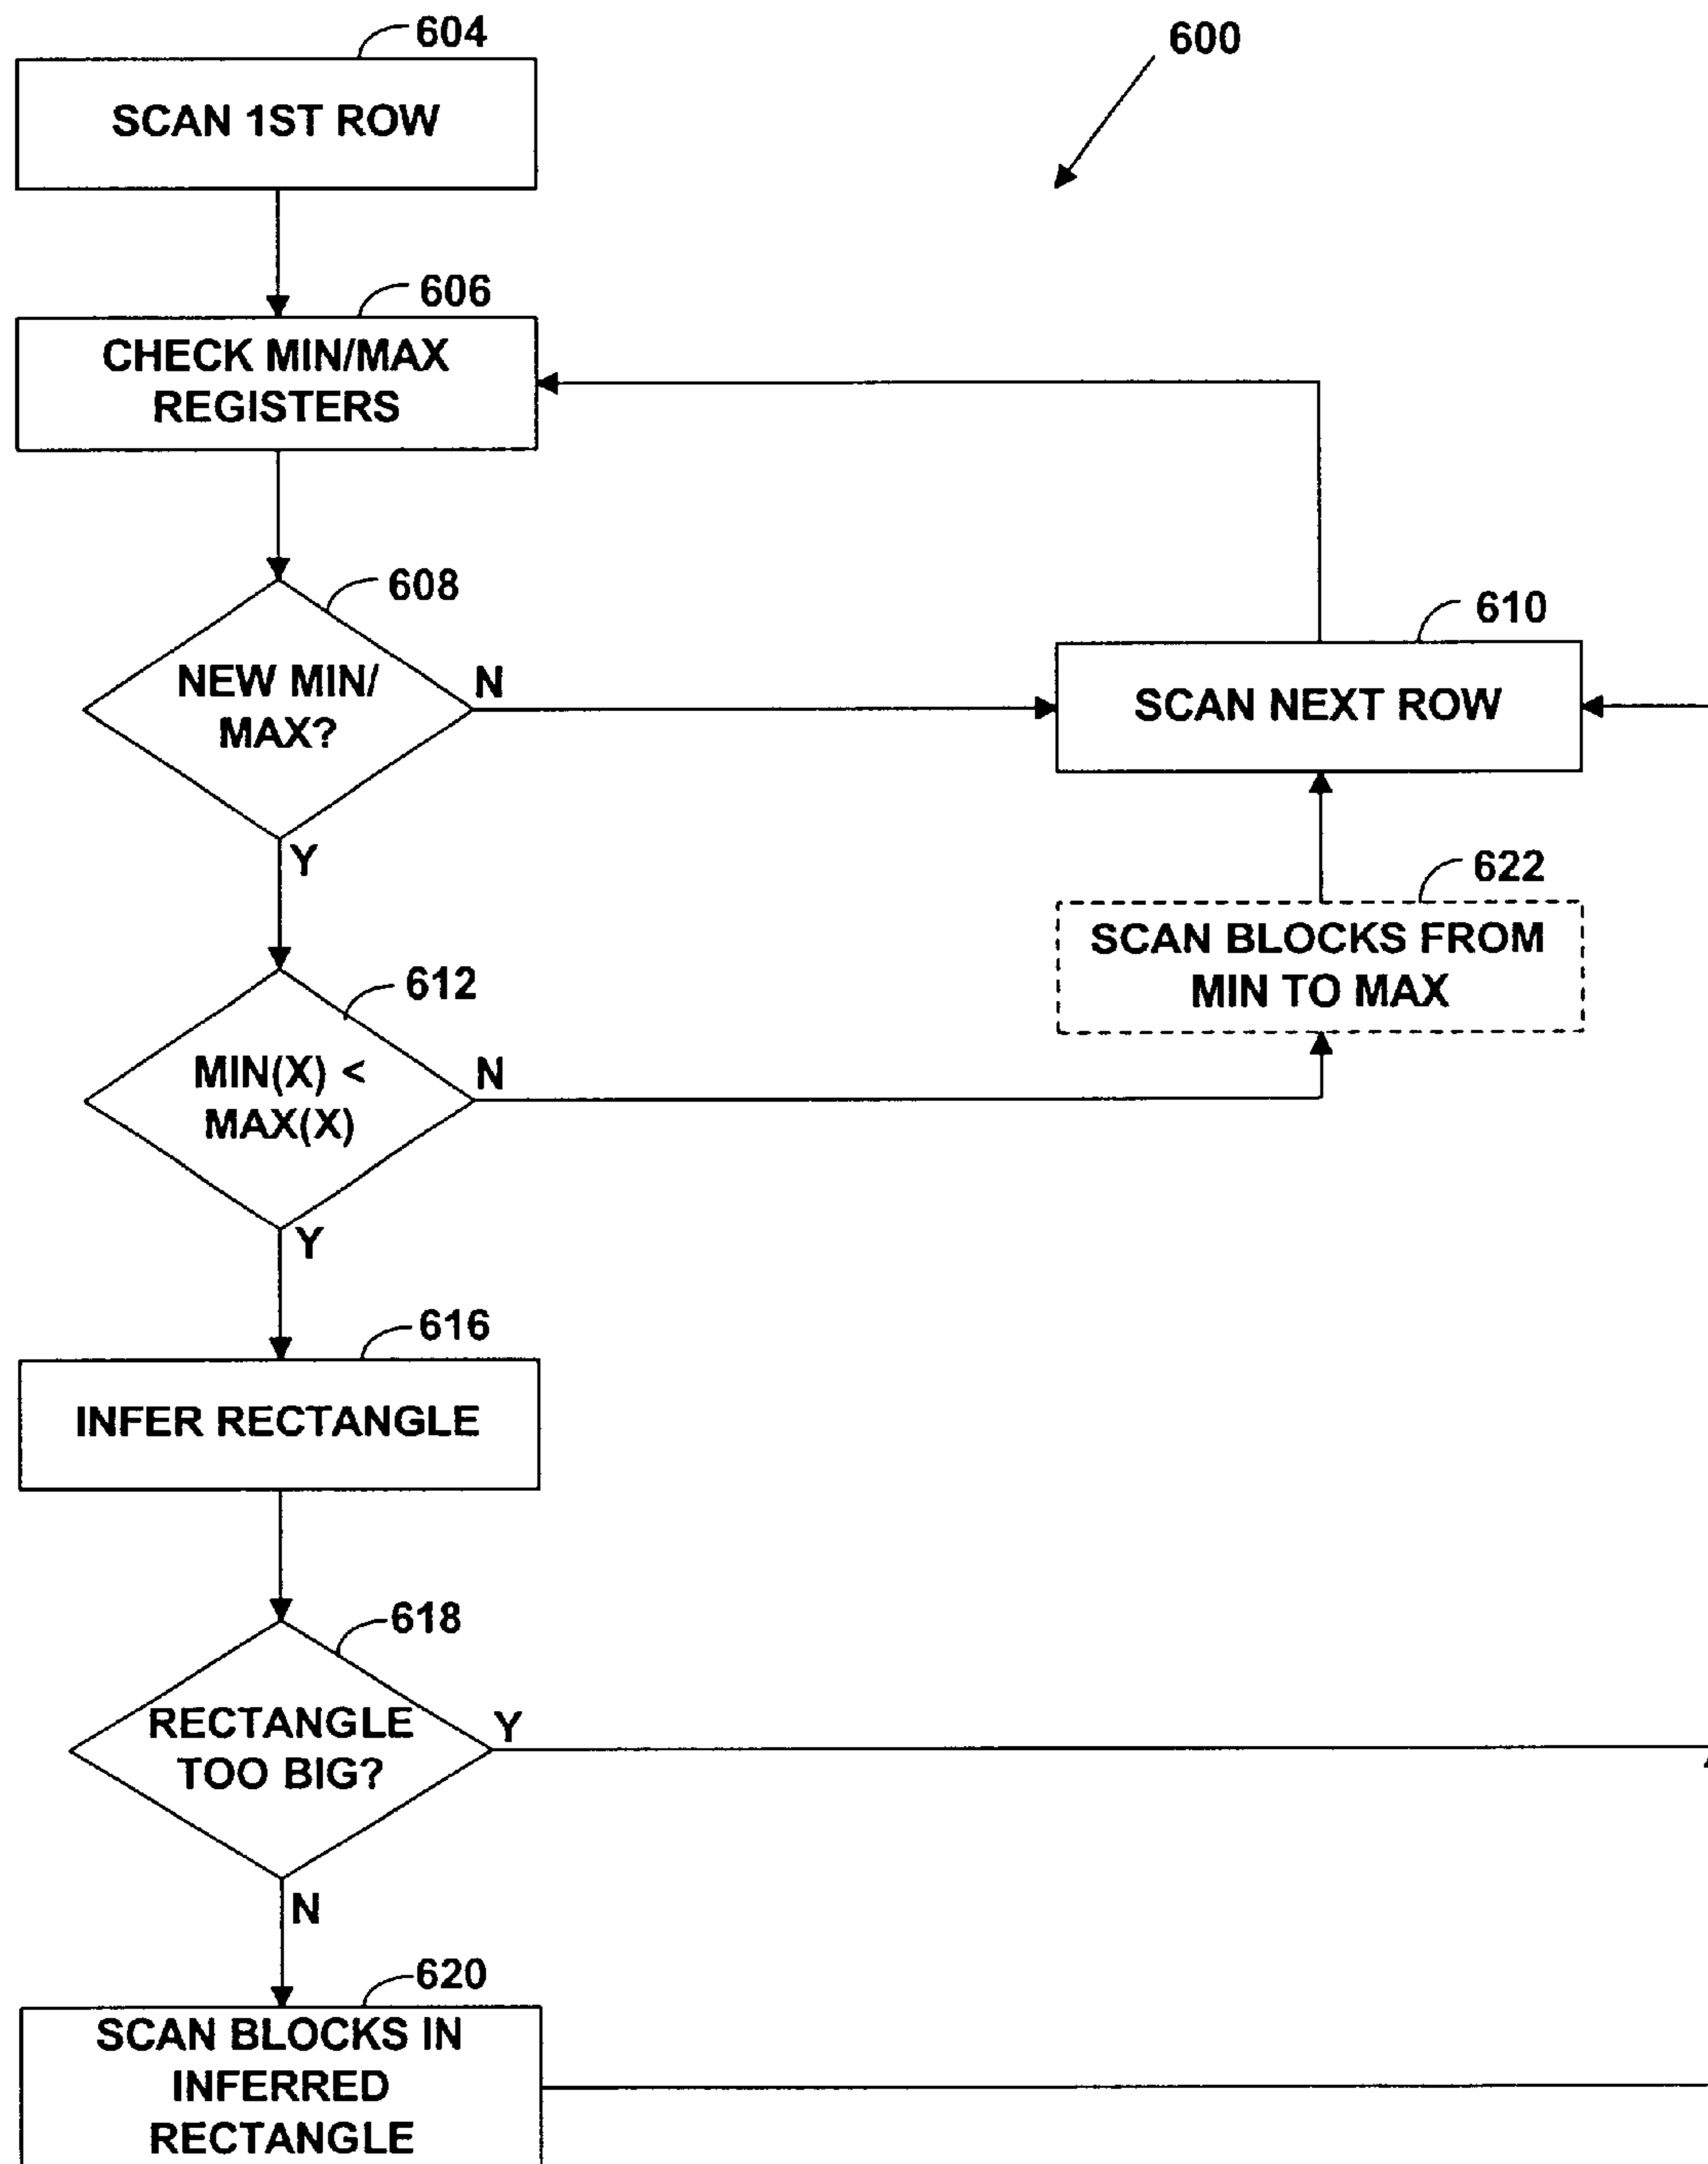 604
SCAN 1ST ROW
600
606
CHECK MIN/MAX
REGISTERS
608
NEW MIN/
MAX?
N
Y
610
SCAN NEXT ROW
622
SCAN BLOCKS FROM
MIN TO MAX
612
MIN(X) <
MAX(X)
N
Y
616
INFER RECTANGLE
618
RECTANGLE
TOO BIG?
Y
N
620
SCAN BLOCKS IN
INFERRED
RECTANGLE